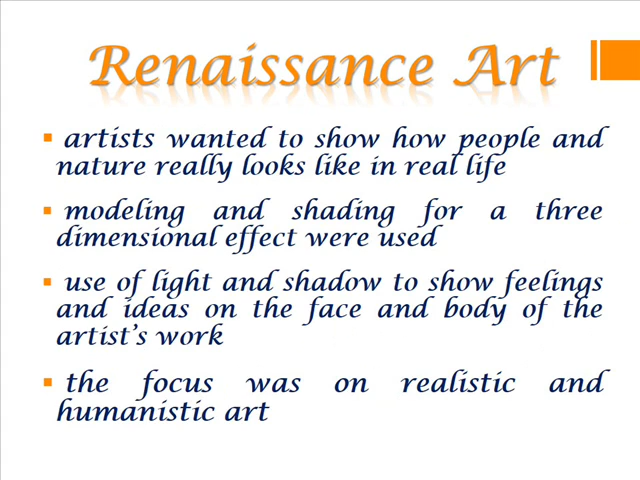 Renaissance Art
▪ artists wanted to show how people and
nature really looks like in real life
▪ modeling and shading for a three
dimensional effect were used
▪ use of light and shadow to show feelings
and ideas on the face and body of the
artist's work
▪ the focus was on realistic and
humanistic art